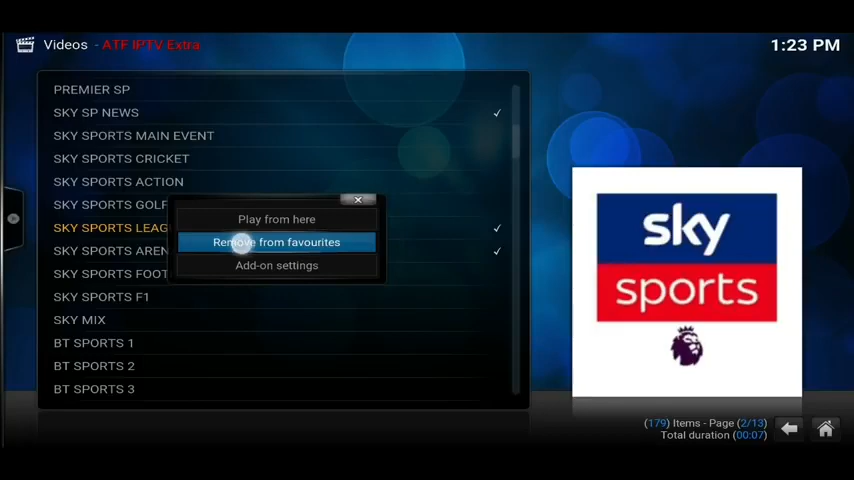 Videos - ATF IPTV Extra
1:23 PM
PREMIER SP
SKY SP NEWS
SKY SPORTS MAIN EVENT
SKY SPORTS CRICKET
SKY SPORTS ACTION
SKY SPORTS GOLF
SKY SPORTS LEAG
SKY SPORTS AREN
SKY SPORTS FOOT
SKY SPORTS F1
SKY MIX
BT SPORTS 1
BT SPORTS 2
BT SPORTS 3
Play from here
Remove from favourites
Add-on settings
sky
sports
(179) Items - Page (2/13)
Total duration (00:07)